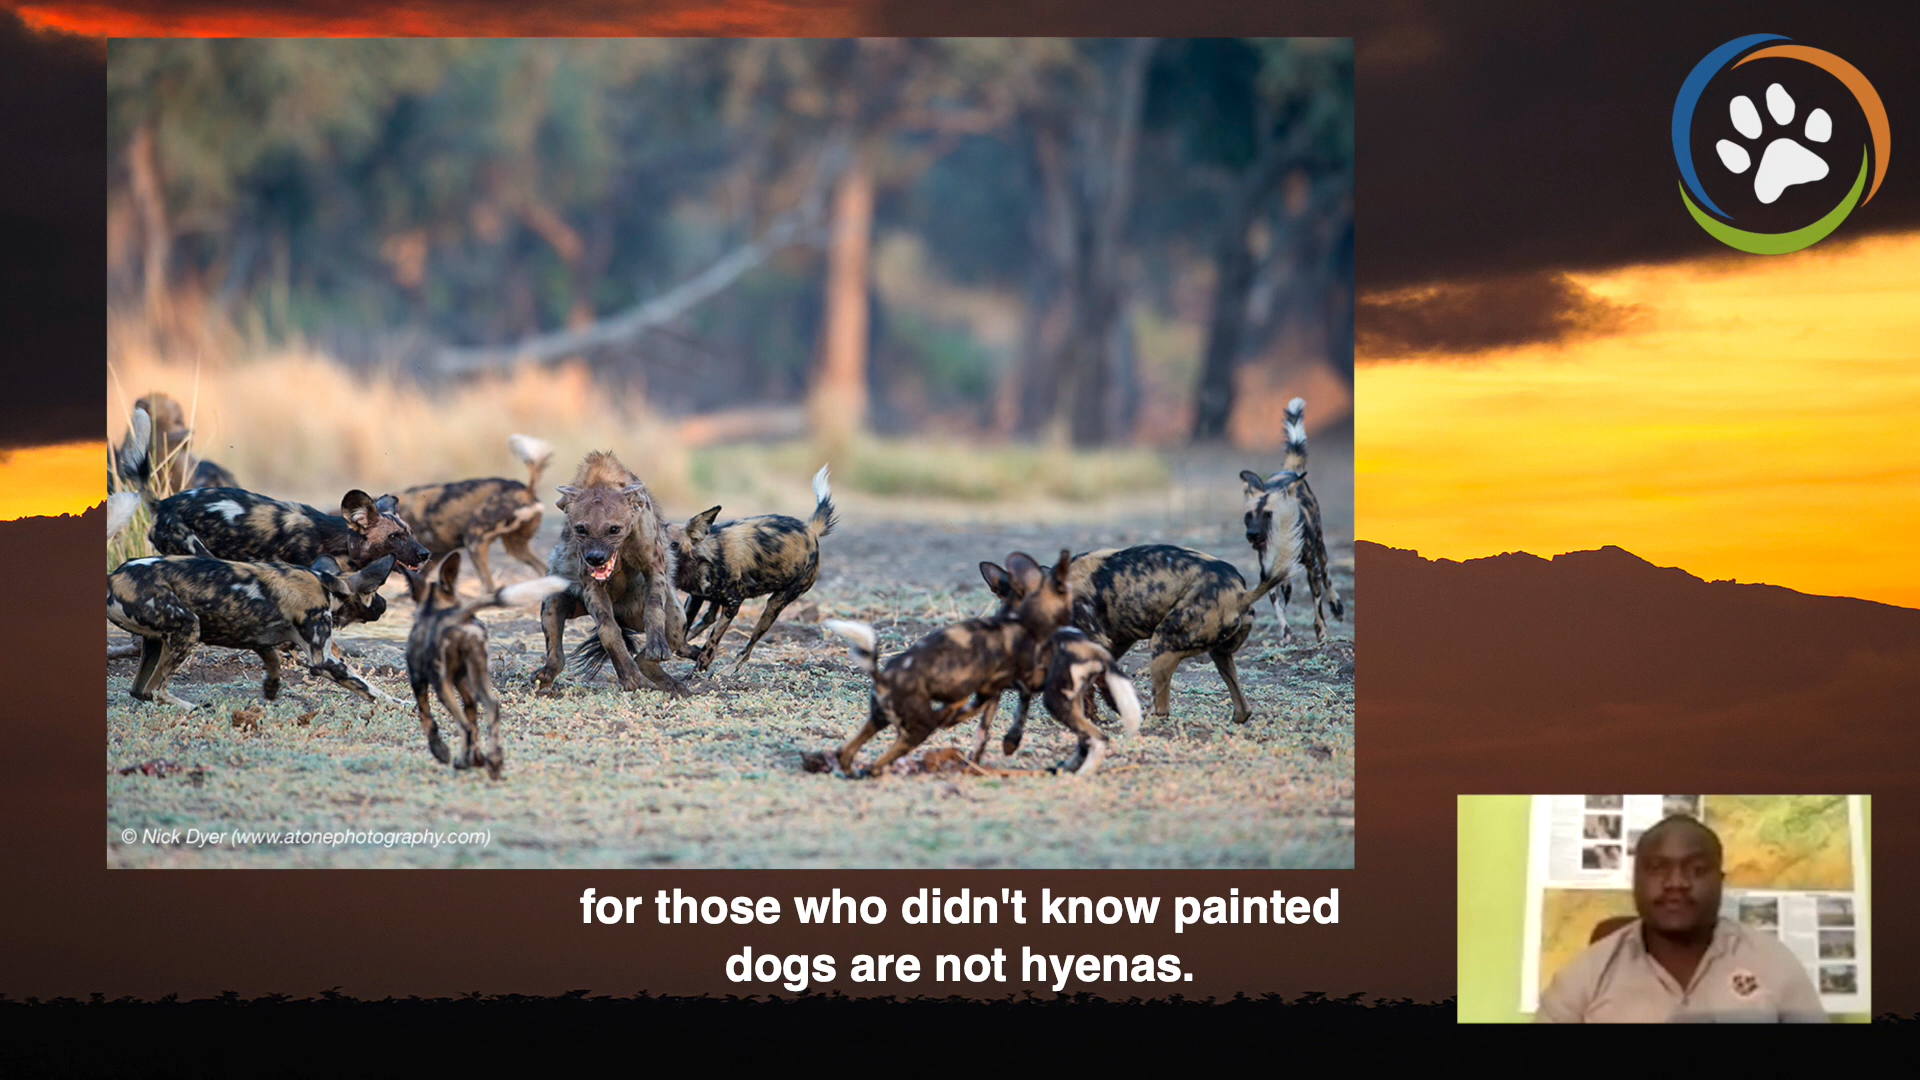 © Nick Dyer (www.atonephotography.com)
for those who didn't know painted
dogs are not hyenas.